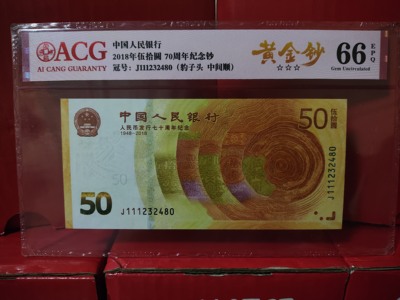 ACG
AI CANG GUARANTY
中国人民银行
2018年伍拾圆 70周年纪念钞
冠号:J111232480(豹子头 中间顺)
黄金钞
☆☆☆
66 EPQ
Gem Uncirculated
中国人民银行
人民币发行七十周年纪念
1948-2018
50
伍拾圆
50
J111232480